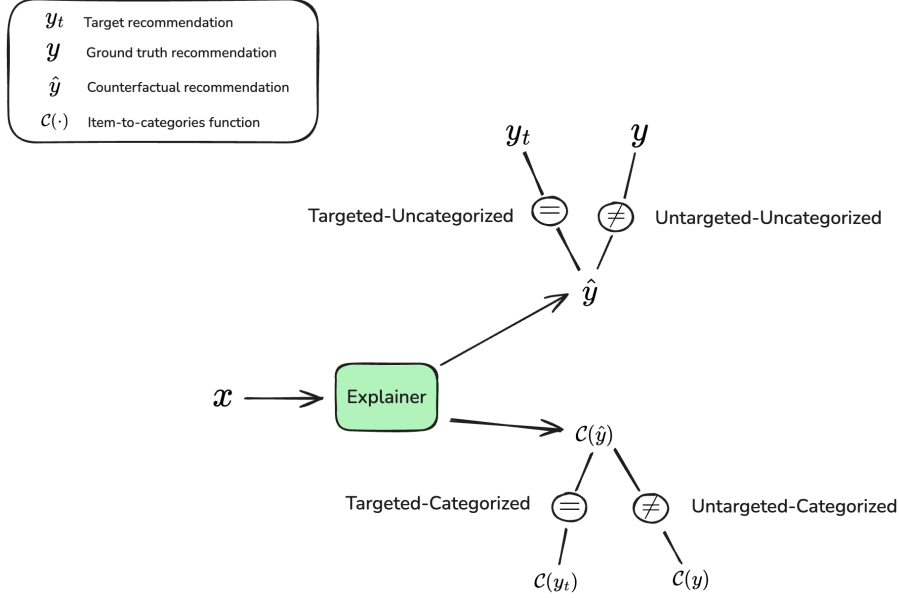 y_t Target recommendation
y Ground truth recommendation
ŷ Counterfactual recommendation
𝒞(·) Item-to-categories function
y_t y
Targeted-Uncategorized = ≠ Untargeted-Uncategorized
ŷ
x Explainer
𝒞(ŷ)
Targeted-Categorized = ≠ Untargeted-Categorized
𝒞(y_t) 𝒞(y)